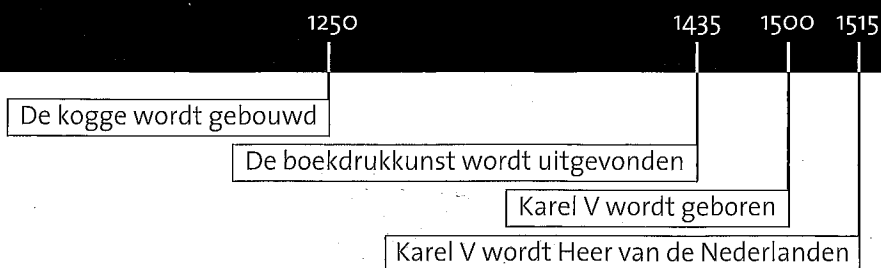 1250 1435 1500 1515
De kogge wordt gebouwd
De boekdrukkunst wordt uitgevonden
Karel V wordt geboren
Karel V wordt Heer van de Nederlanden